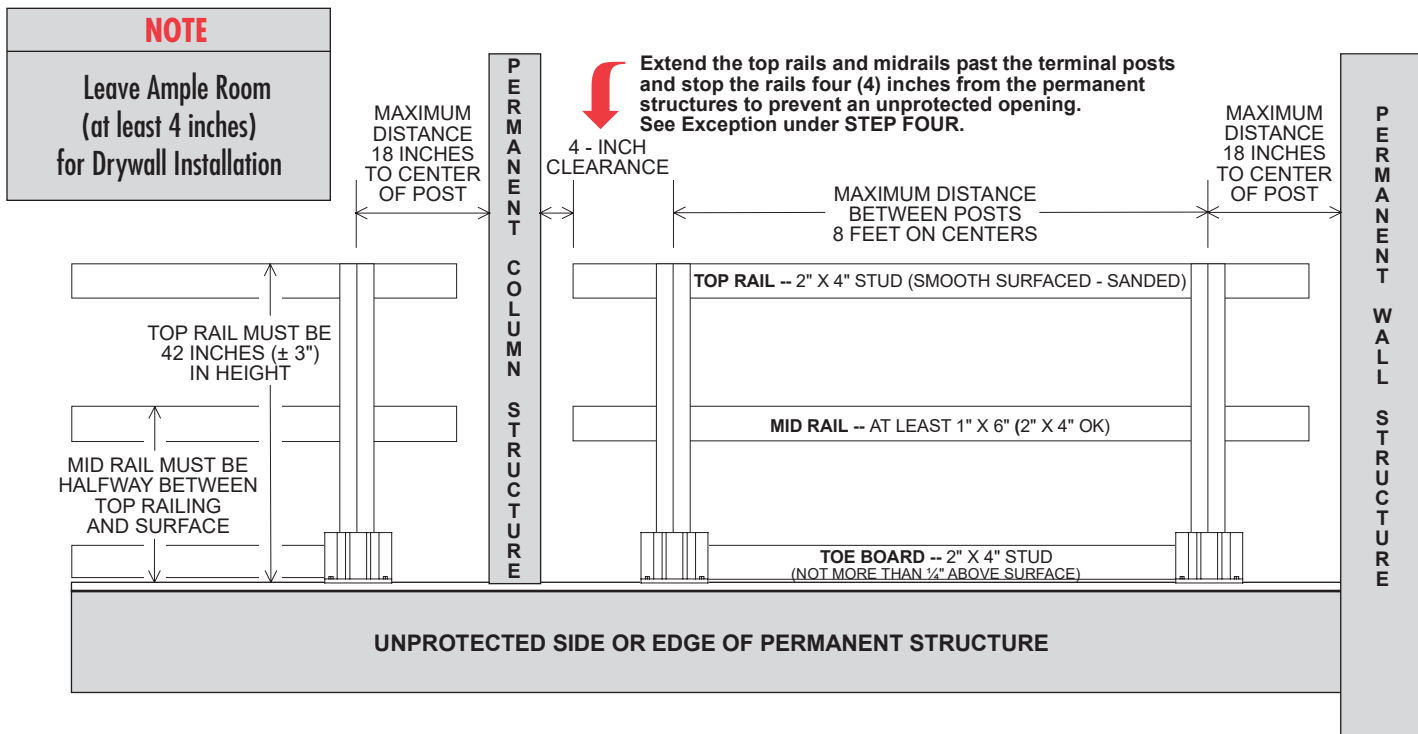 NOTE
Leave Ample Room
(at least 4 inches)
for Drywall Installation
PERMANENT COLUMN STRUCTURE
Extend the top rails and midrails past the terminal posts
and stop the rails four (4) inches from the permanent
structures to prevent an unprotected opening.
See Exception under STEP FOUR.
MAXIMUM
DISTANCE
18 INCHES
TO CENTER
OF POST
4 - INCH
CLEARANCE
MAXIMUM DISTANCE
BETWEEN POSTS
8 FEET ON CENTERS
MAXIMUM
DISTANCE
18 INCHES
TO CENTER
OF POST
PERMANENT WALL STRUCTURE
TOP RAIL -- 2" X 4" STUD (SMOOTH SURFACED - SANDED)
TOP RAIL MUST BE
42 INCHES (± 3")
IN HEIGHT
MID RAIL -- AT LEAST 1" X 6" (2" X 4" OK)
MID RAIL MUST BE
HALFWAY BETWEEN
TOP RAILING
AND SURFACE
TOE BOARD -- 2" X 4" STUD
(NOT MORE THAN ¼" ABOVE SURFACE)
UNPROTECTED SIDE OR EDGE OF PERMANENT STRUCTURE